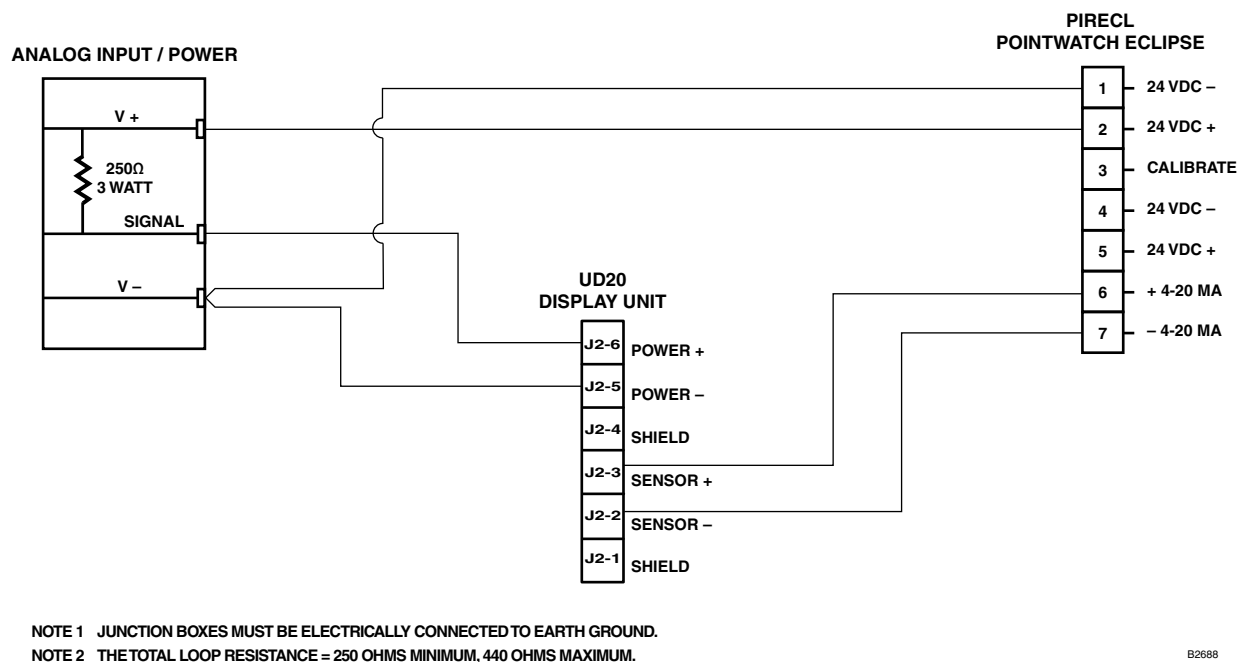 PIRECL
POINTWATCH ECLIPSE
ANALOG INPUT / POWER
V +
250Ω
3 WATT
SIGNAL
V –
1 24 VDC –
2 24 VDC +
3 CALIBRATE
4 24 VDC –
5 24 VDC +
6 + 4-20 MA
7 – 4-20 MA
UD20
DISPLAY UNIT
J2-6 POWER +
J2-5 POWER –
J2-4 SHIELD
J2-3 SENSOR +
J2-2 SENSOR –
J2-1 SHIELD
NOTE 1 JUNCTION BOXES MUST BE ELECTRICALLY CONNECTED TO EARTH GROUND.
NOTE 2 THE TOTAL LOOP RESISTANCE = 250 OHMS MINIMUM, 440 OHMS MAXIMUM.
B2688